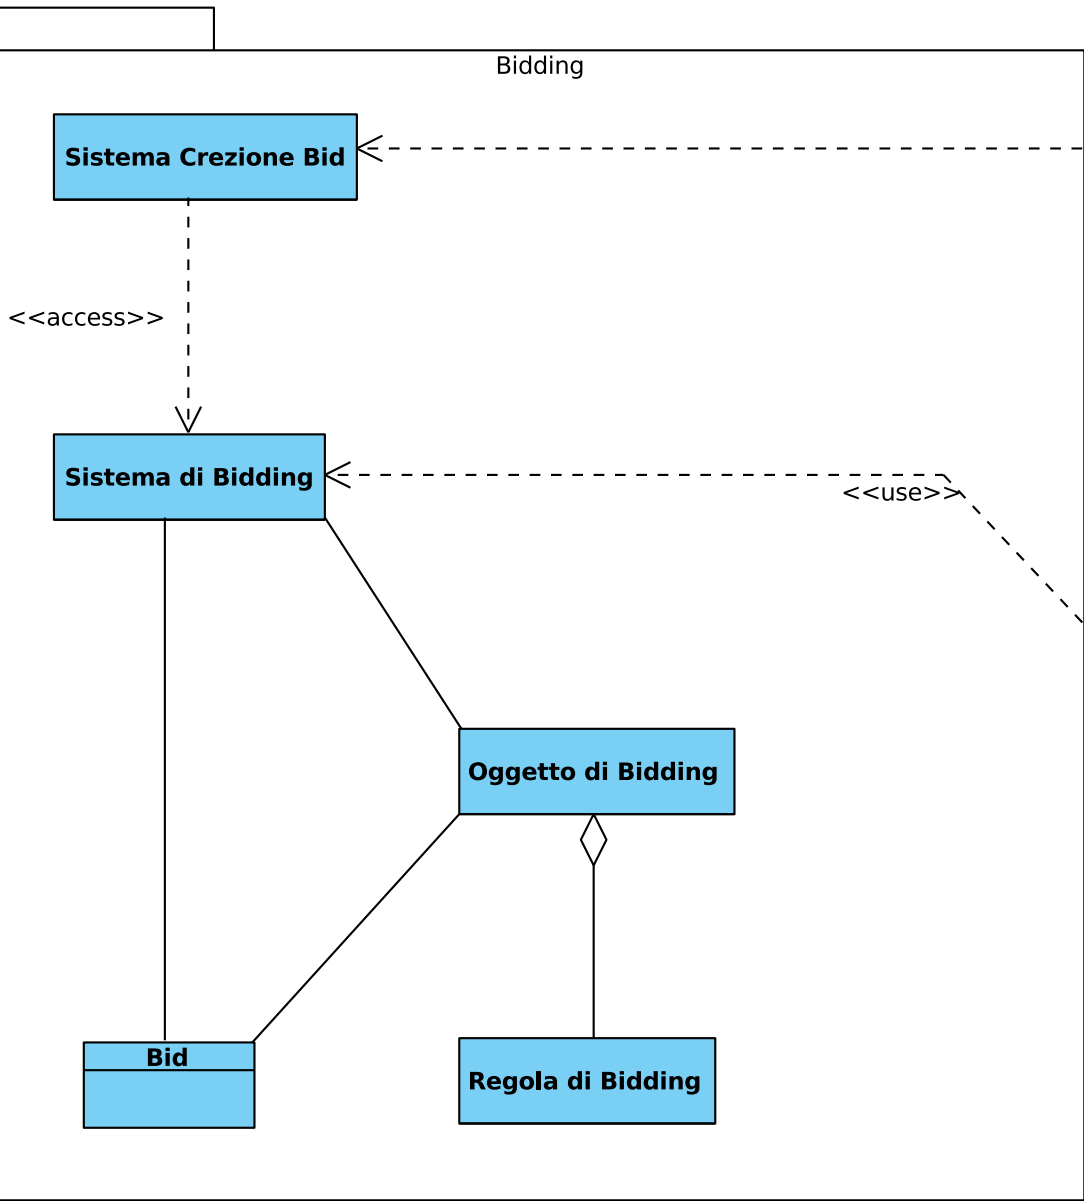 Bidding
Sistema Crezione Bid
<<access>>
Sistema di Bidding
<<use>>
Oggetto di Bidding
Bid
Regola di Bidding